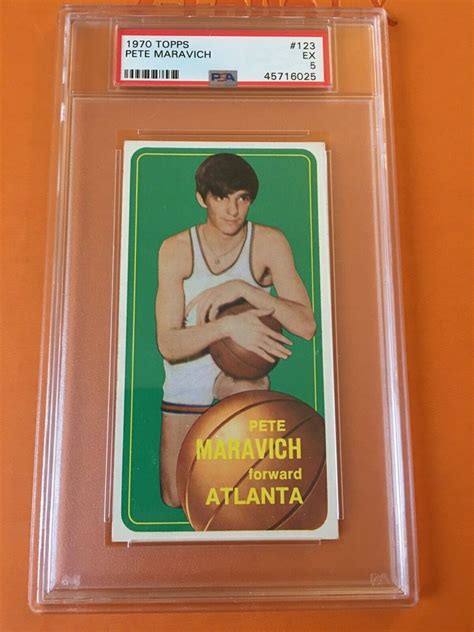 1970 TOPPS #123
PETE MARAVICH EX
PSA 5
45716025
PETE
MARAVICH
forward
ATLANTA